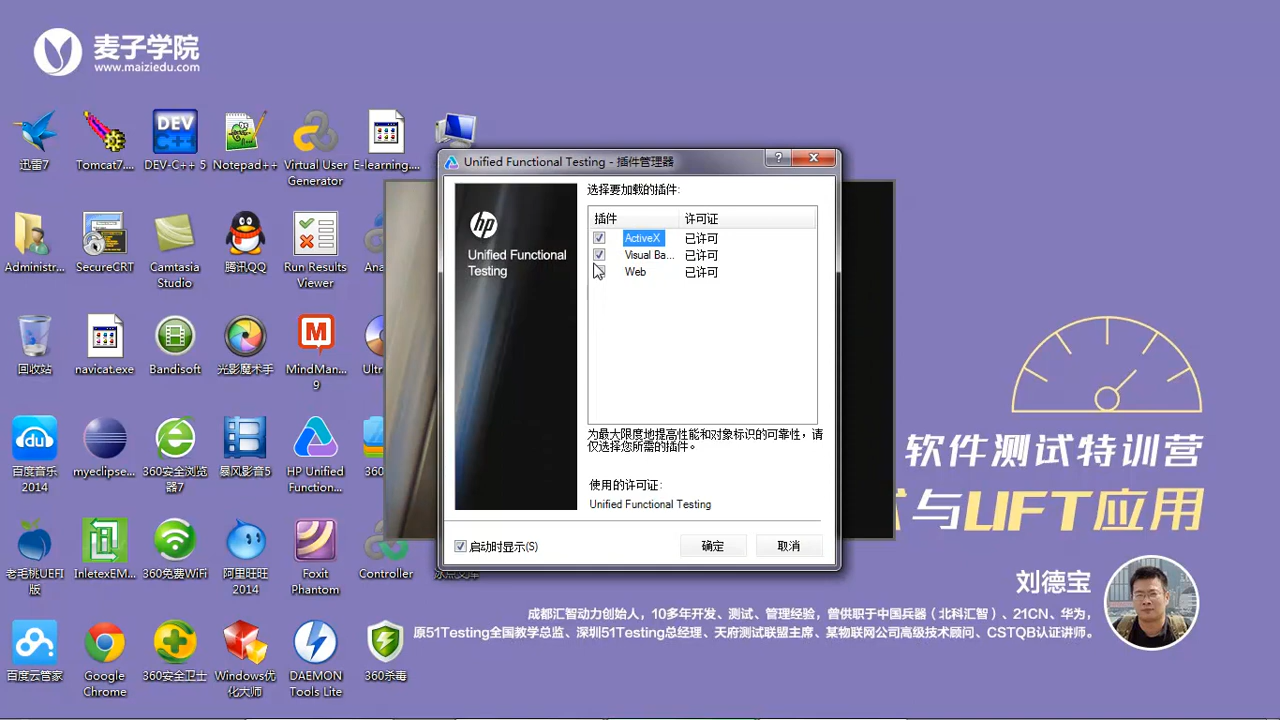 麦子学院
www.maiziedu.com
迅雷7
Tomcat7....
DEV-C++ 5
Notepad++
Virtual User
Generator
E-learning....
Administr...
SecureCRT
Camtasia
Studio
腾讯QQ
Run Results
Viewer
Ana
回收站
navicat.exe
Bandisoft
光影魔术手
MindMan...
9
Ultr
百度音乐
2014
myeclipse...
360安全浏览
器7
暴风影音5
HP Unified
Function...
360
老毛桃UEFI
版
InletexEM...
360免费WiFi
阿里旺旺
2014
Foxit
Phantom
Controller
百度云管家
Google
Chrome
360安全卫士
Windows优
化大师
DAEMON
Tools Lite
360杀毒
Unified Functional Testing - 插件管理器
hp
Unified Functional
Testing
选择要加载的插件:
插件 许可证
ActiveX 已许可
Visual Ba... 已许可
Web 已许可
为最大限度地提高性能和对象标识的可靠性，请
仅选择您所需的插件。
使用的许可证:
Unified Functional Testing
启动时显示(S)
确定
取消
软件测试特训营
与UFT应用
刘德宝
成都汇智动力创始人，10多年开发、测试、管理经验，曾供职于中国兵器（北科汇智）、21CN、华为，
原51Testing全国教学总监、深圳51Testing总经理、天府测试联盟主席、某物联网公司高级技术顾问、CSTQB认证讲师。